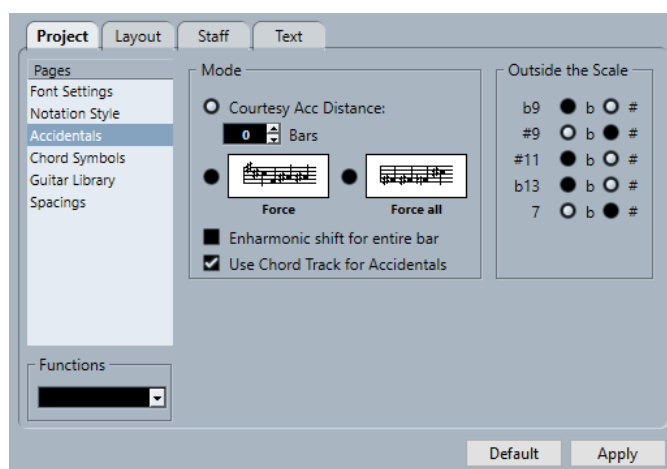 Project Layout Staff Text
Pages
Font Settings
Notation Style
Accidentals
Chord Symbols
Guitar Library
Spacings
Functions
Mode
Courtesy Acc Distance:
0 Bars
Force Force all
Enharmonic shift for entire bar
Use Chord Track for Accidentals
Outside the Scale
b9 b #
#9 b #
#11 b #
b13 b #
7 b #
Default Apply